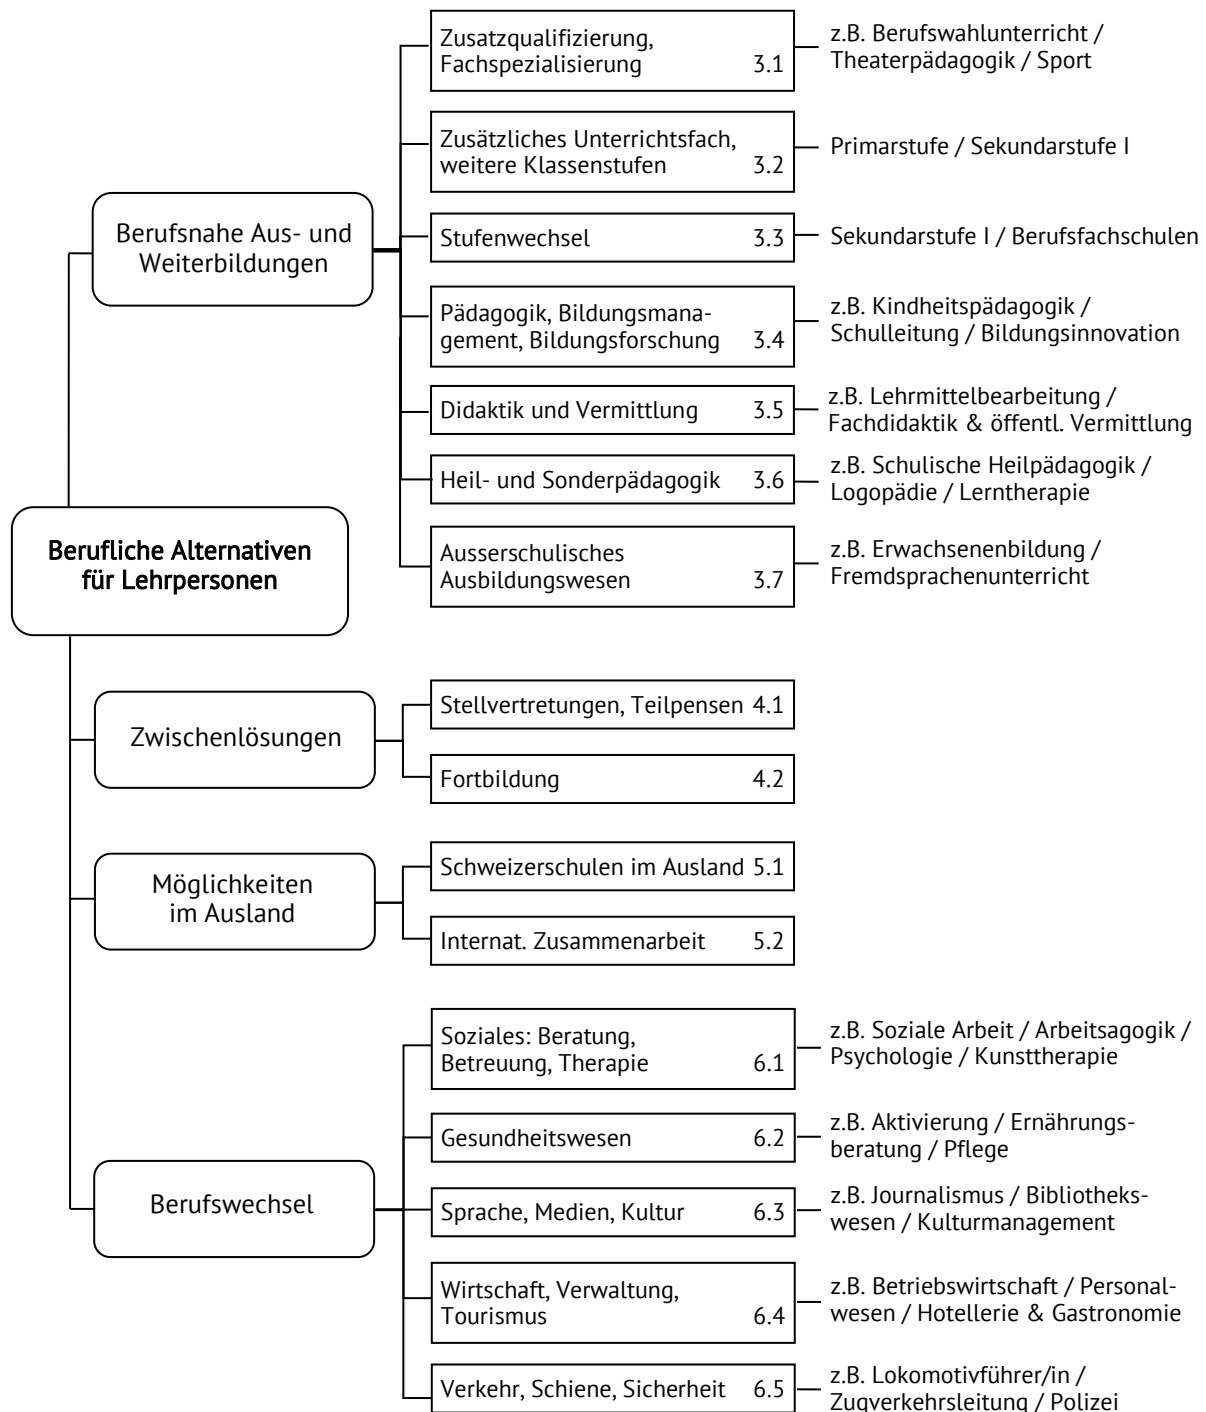 Berufliche Alternativen
für Lehrpersonen
Berufsnahe Aus- und
Weiterbildungen
Zusatzqualifizierung,
Fachspezialisierung 3.1
z.B. Berufswahlunterricht /
Theaterpädagogik / Sport
Zusätzliches Unterrichtsfach,
weitere Klassenstufen 3.2
Primarstufe / Sekundarstufe I
Stufenwechsel 3.3
Sekundarstufe I / Berufsfachschulen
Pädagogik, Bildungsmana-
gement, Bildungsforschung 3.4
z.B. Kindheitspädagogik /
Schulleitung / Bildungsinnovation
Didaktik und Vermittlung 3.5
z.B. Lehrmittelbearbeitung /
Fachdidaktik & öffentl. Vermittlung
Heil- und Sonderpädagogik 3.6
z.B. Schulische Heilpädagogik /
Logopädie / Lerntherapie
Ausserschulisches
Ausbildungswesen 3.7
z.B. Erwachsenenbildung /
Fremdsprachenunterricht
Zwischenlösungen
Stellvertretungen, Teilpensen 4.1
Fortbildung 4.2
Möglichkeiten
im Ausland
Schweizerschulen im Ausland 5.1
Internat. Zusammenarbeit 5.2
Berufswechsel
Soziales: Beratung,
Betreuung, Therapie 6.1
z.B. Soziale Arbeit / Arbeitsagogik /
Psychologie / Kunsttherapie
Gesundheitswesen 6.2
z.B. Aktivierung / Ernährungs-
beratung / Pflege
Sprache, Medien, Kultur 6.3
z.B. Journalismus / Bibliotheks-
wesen / Kulturmanagement
Wirtschaft, Verwaltung,
Tourismus 6.4
z.B. Betriebswirtschaft / Personal-
wesen / Hotellerie & Gastronomie
Verkehr, Schiene, Sicherheit 6.5
z.B. Lokomotivführer/in /
Zugverkehrsleitung / Polizei